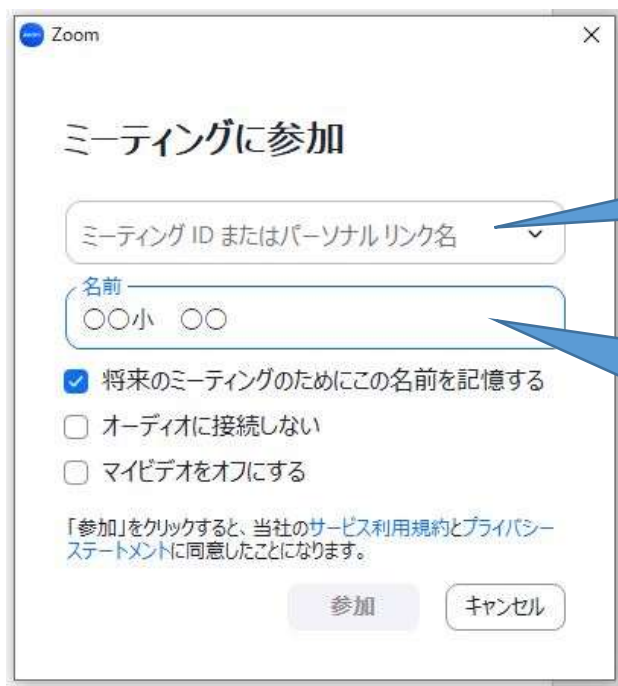 Zoom
ミーティングに参加
ミーティング ID またはパーソナル リンク名
名前
○○小　○○
将来のミーティングのためにこの名前を記憶する
オーディオに接続しない
マイビデオをオフにする
「参加」をクリックすると、当社のサービス利用規約とプライバシー
ステートメントに同意したことになります。
参加
キャンセル